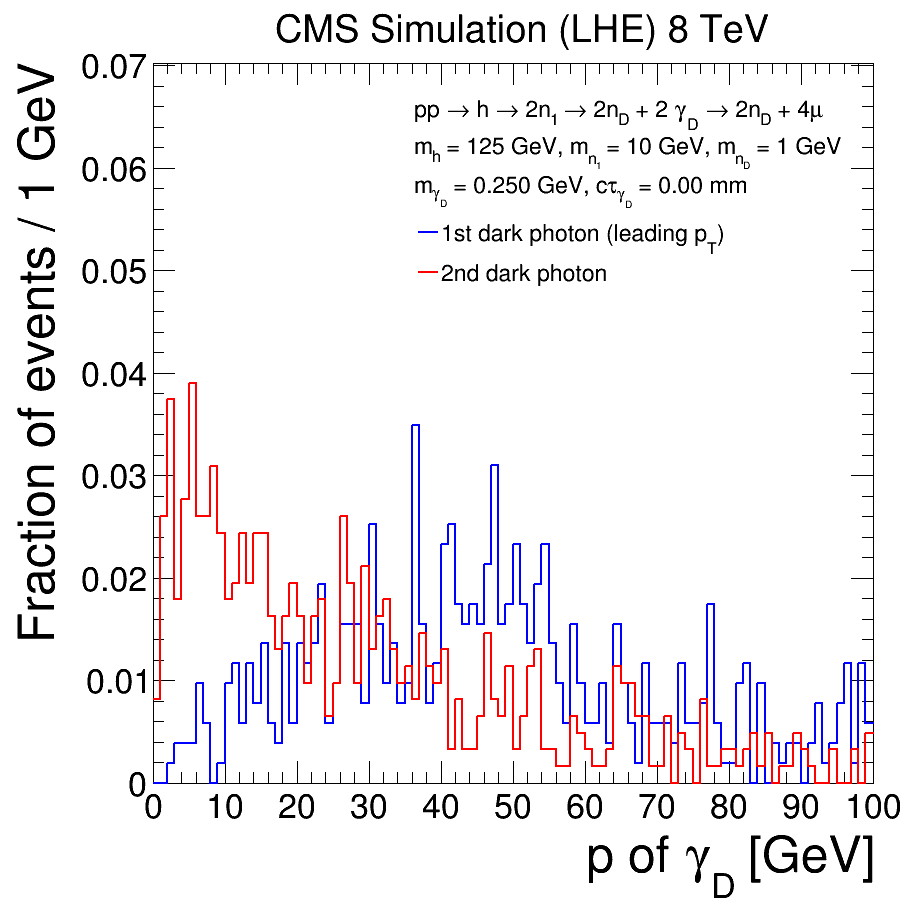 CMS Simulation (LHE) 8 TeV
Fraction of events / 1 GeV
0.07
0.06
0.05
0.04
0.03
0.02
0.01
0
pp → h → 2n₁ → 2n_D + 2 γ_D → 2n_D + 4μ
m_h = 125 GeV, m_n₁ = 10 GeV, m_n_D = 1 GeV
m_γ_D = 0.250 GeV, cτ_γ_D = 0.00 mm
1st dark photon (leading p_T)
2nd dark photon
0 10 20 30 40 50 60 70 80 90 100
p of γ_D [GeV]